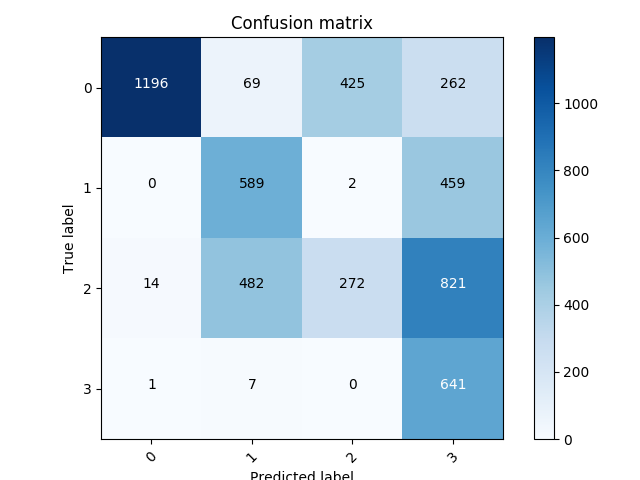 Confusion matrix
0 1196 69 425 262
1 0 589 2 459
2 14 482 272 821
3 1 7 0 641
0 1 2 3
True label
Predicted label
1000
800
600
400
200
0